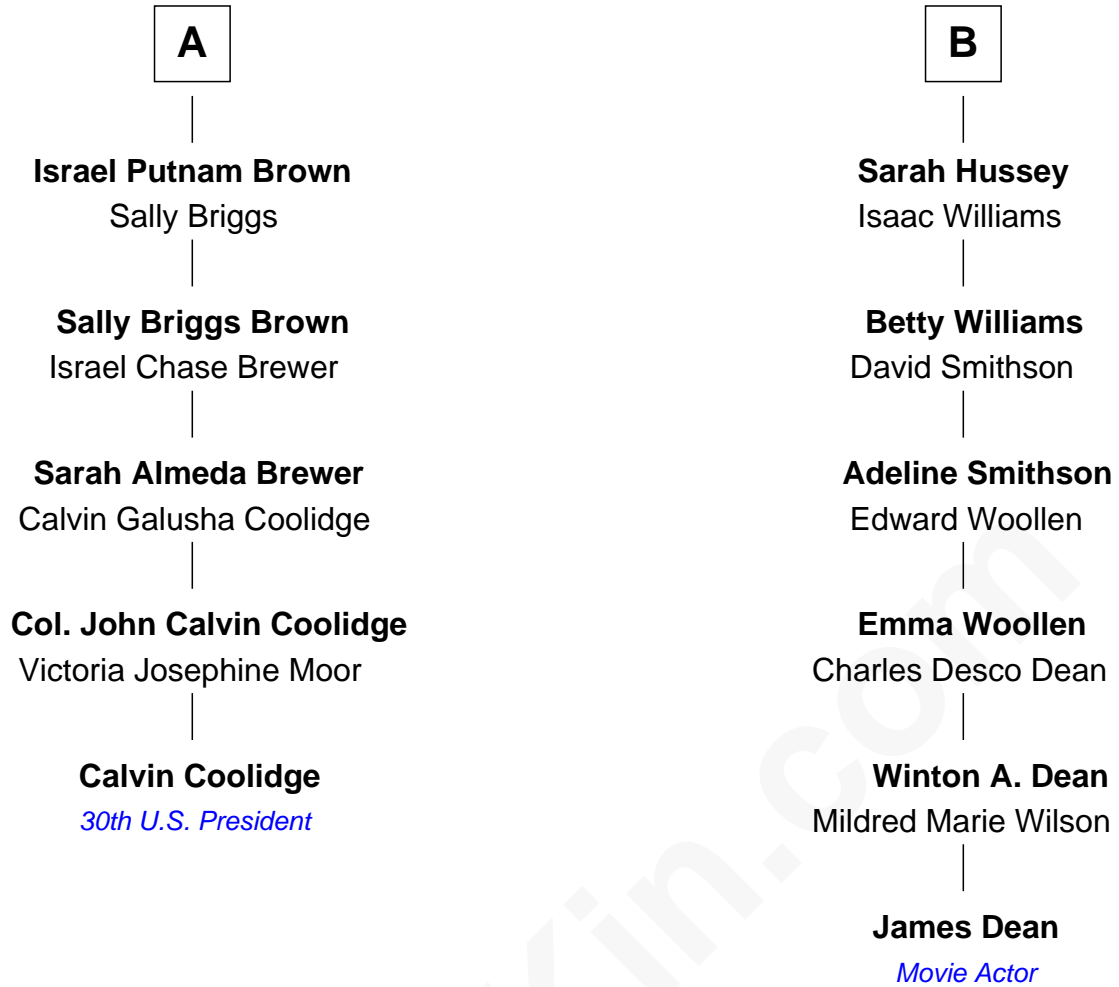 A
Israel Putnam Brown
Sally Briggs
Sally Briggs Brown
Israel Chase Brewer
Sarah Almeda Brewer
Calvin Galusha Coolidge
Col. John Calvin Coolidge
Victoria Josephine Moor
Calvin Coolidge
30th U.S. President
B
Sarah Hussey
Isaac Williams
Betty Williams
David Smithson
Adeline Smithson
Edward Woollen
Emma Woollen
Charles Desco Dean
Winton A. Dean
Mildred Marie Wilson
James Dean
Movie Actor
Kin.com